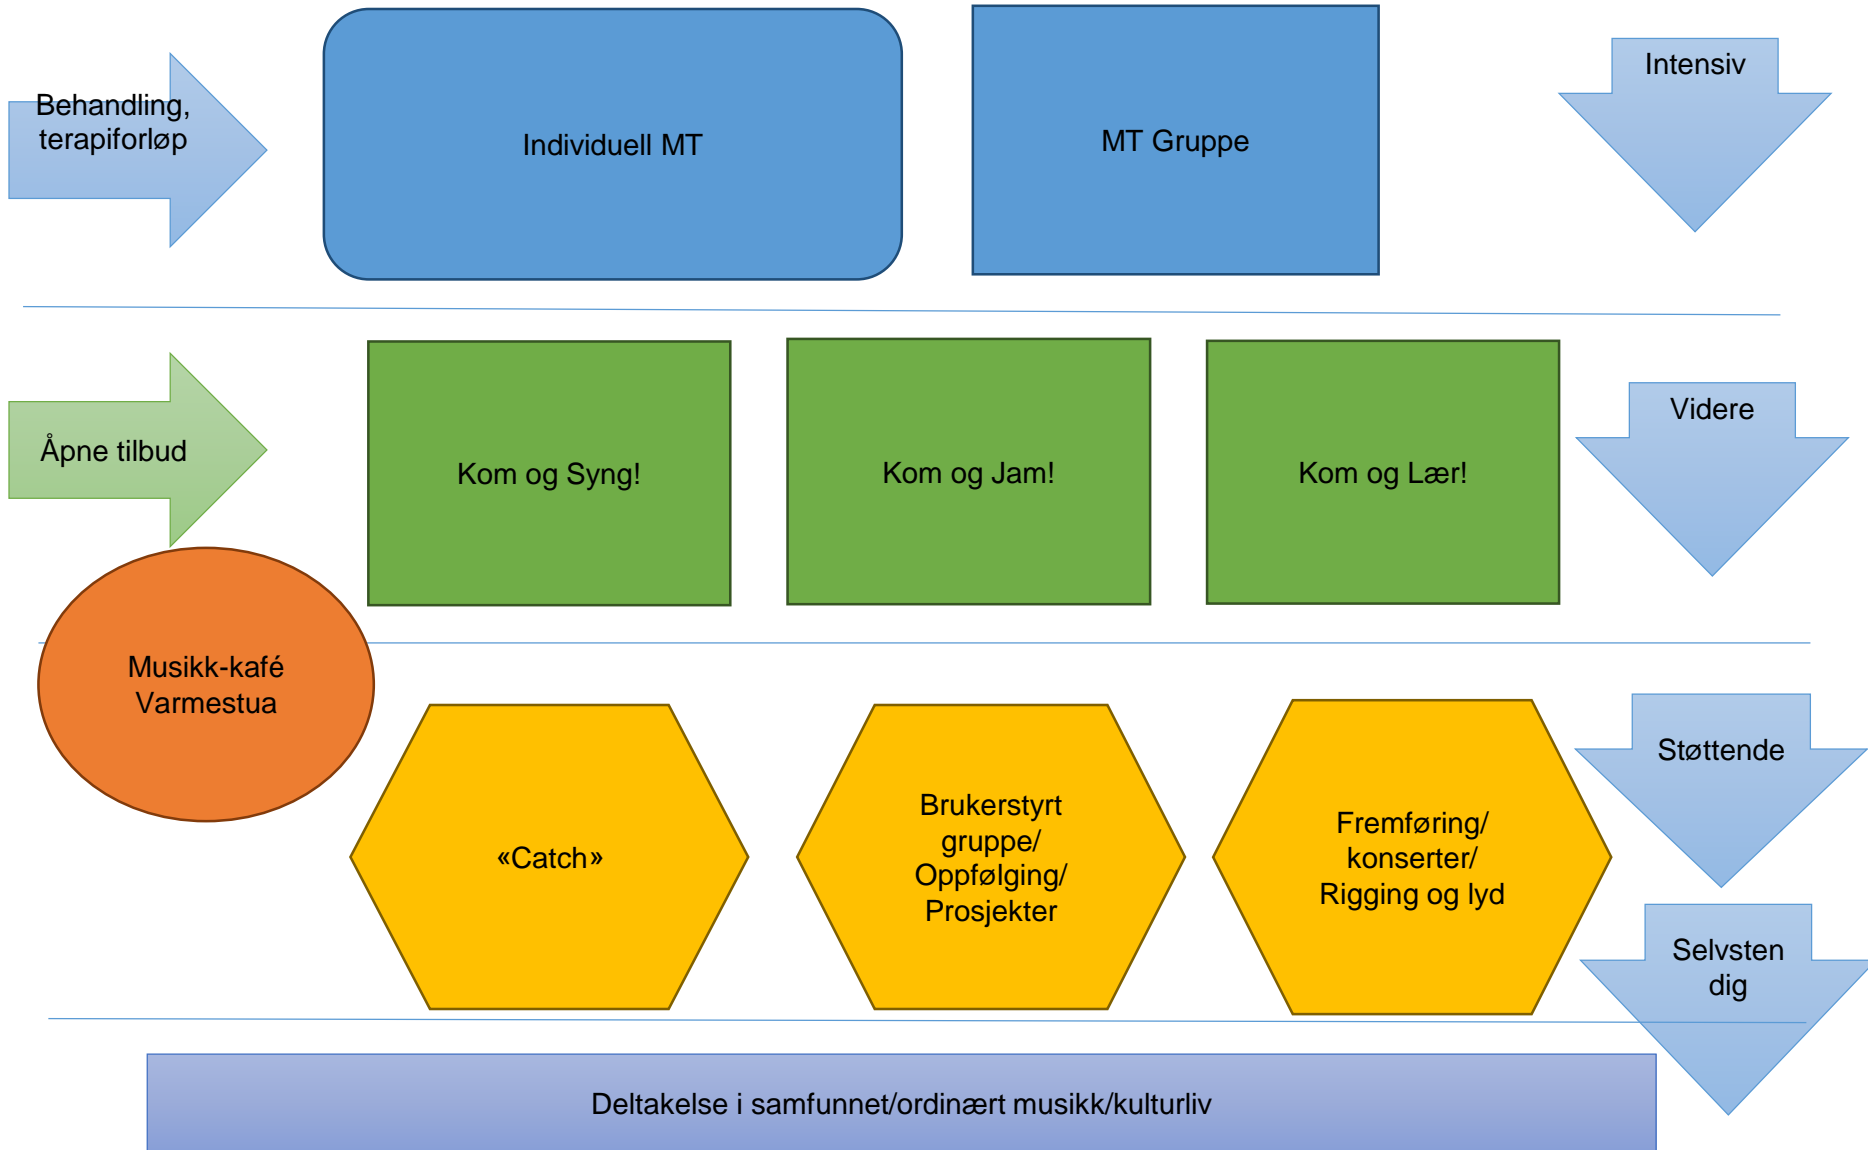 Behandling,
terapiforløp
Individuell MT
MT Gruppe
Intensiv
Åpne tilbud
Kom og Syng!
Kom og Jam!
Kom og Lær!
Videre
Musikk-kafé
Varmestua
«Catch»
Brukerstyrt
gruppe/
Oppfølging/
Prosjekter
Fremføring/
konserter/
Rigging og lyd
Støttende
Selvsten
dig
Deltakelse i samfunnet/ordinært musikk/kulturliv